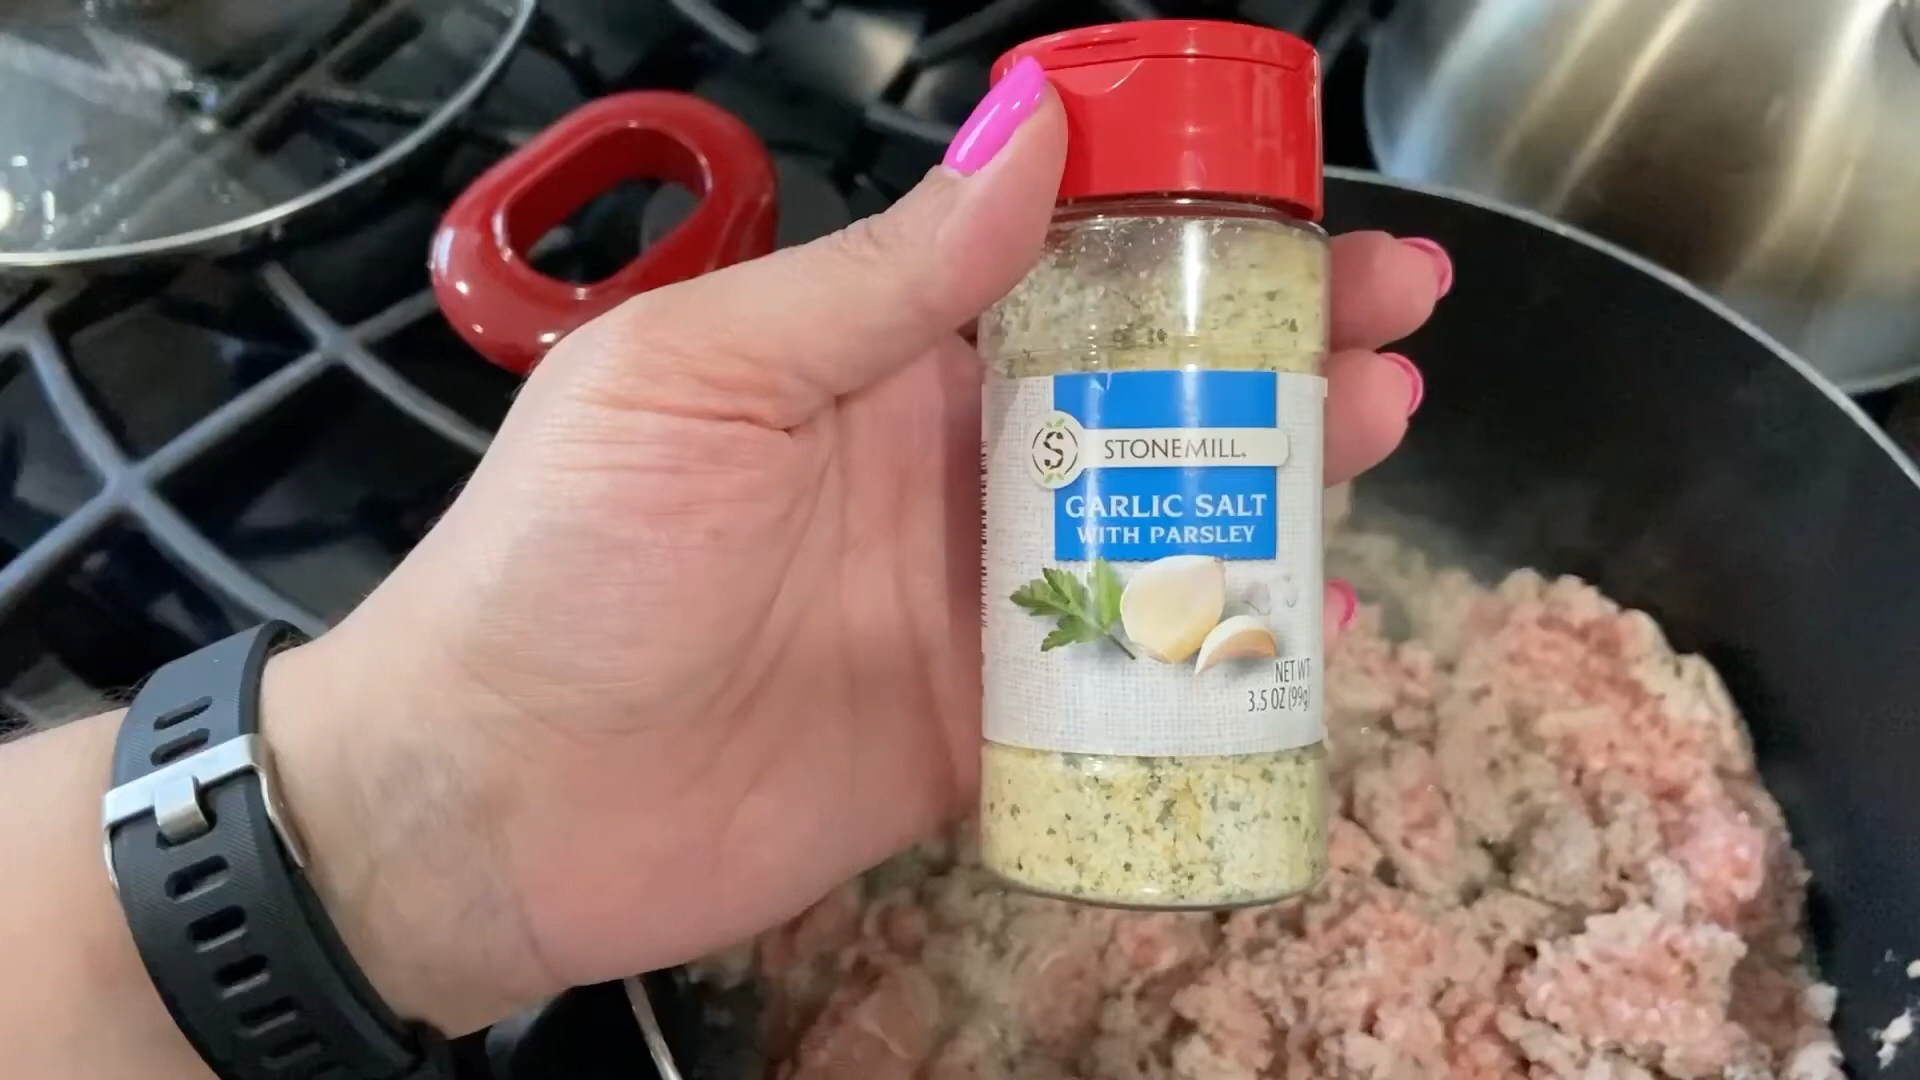 S STONEMILL.
GARLIC SALT
WITH PARSLEY
NET WT
3.5 OZ (99g)